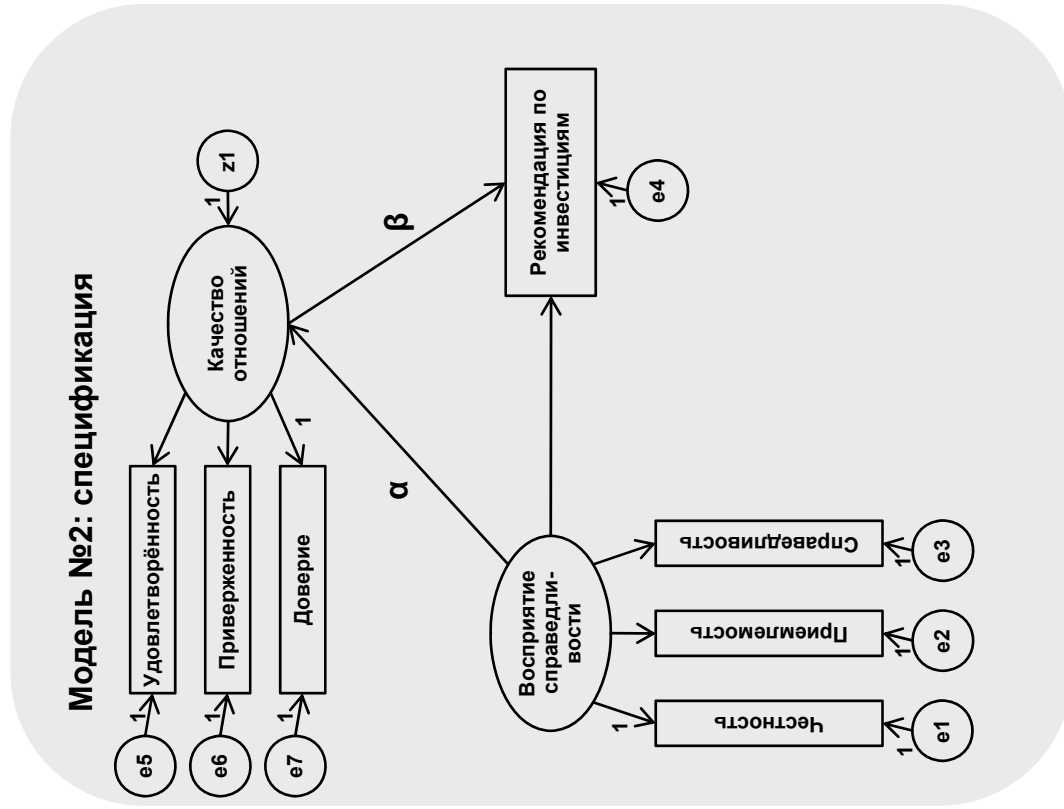 Модель №2: спецификация
z1
1
Качество
отношений
Удовлетворённость
Приверженность
Доверие
1
e5
1
e6
1
e7
1
α
β
Рекомендация по
инвестициям
1
e4
Восприятие
справедли-
вости
1
Честность
Приемлемость
Справедливость
1
e1
1
e2
1
e3